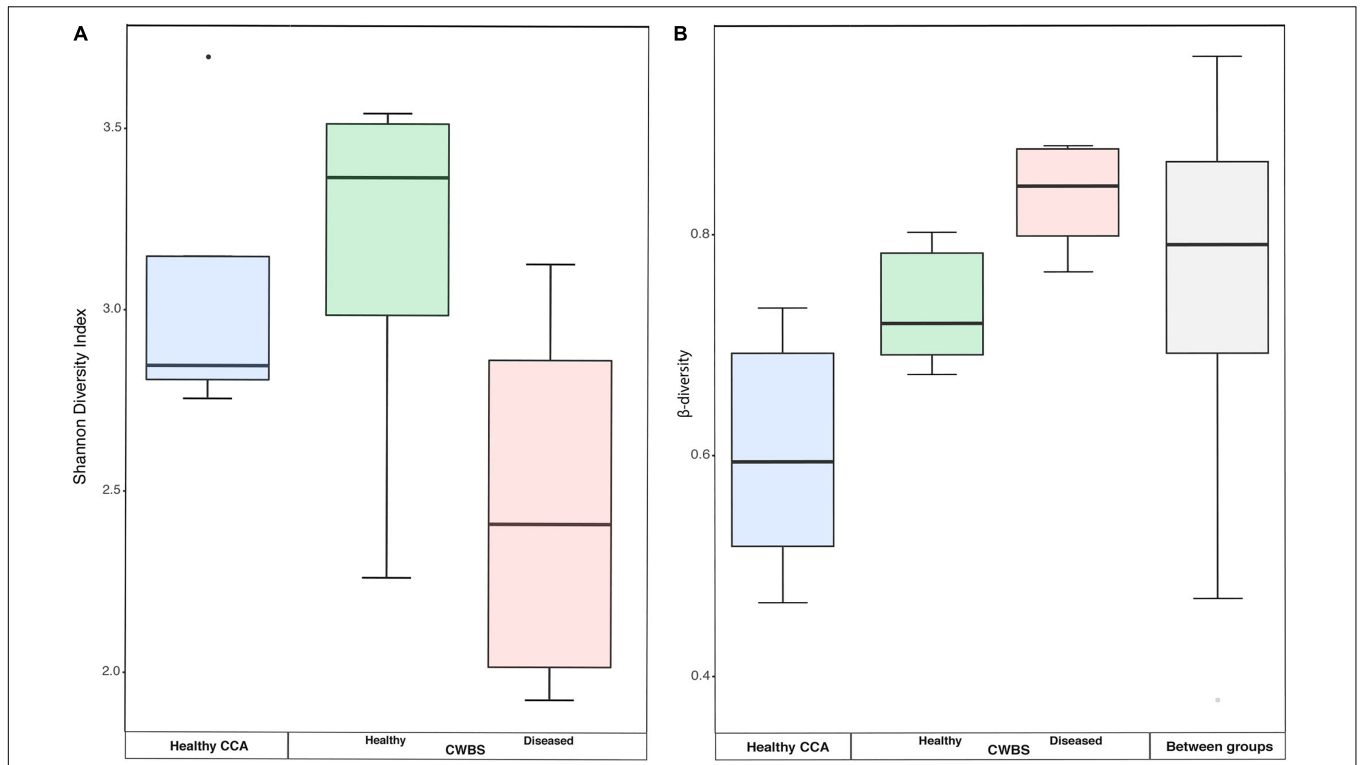 A
Shannon Diversity Index
3.5
3.0
2.5
2.0
Healthy CCA
Healthy
Diseased
CWBS
B
β-diversity
0.8
0.6
0.4
Healthy CCA
Healthy
Diseased
CWBS
Between groups